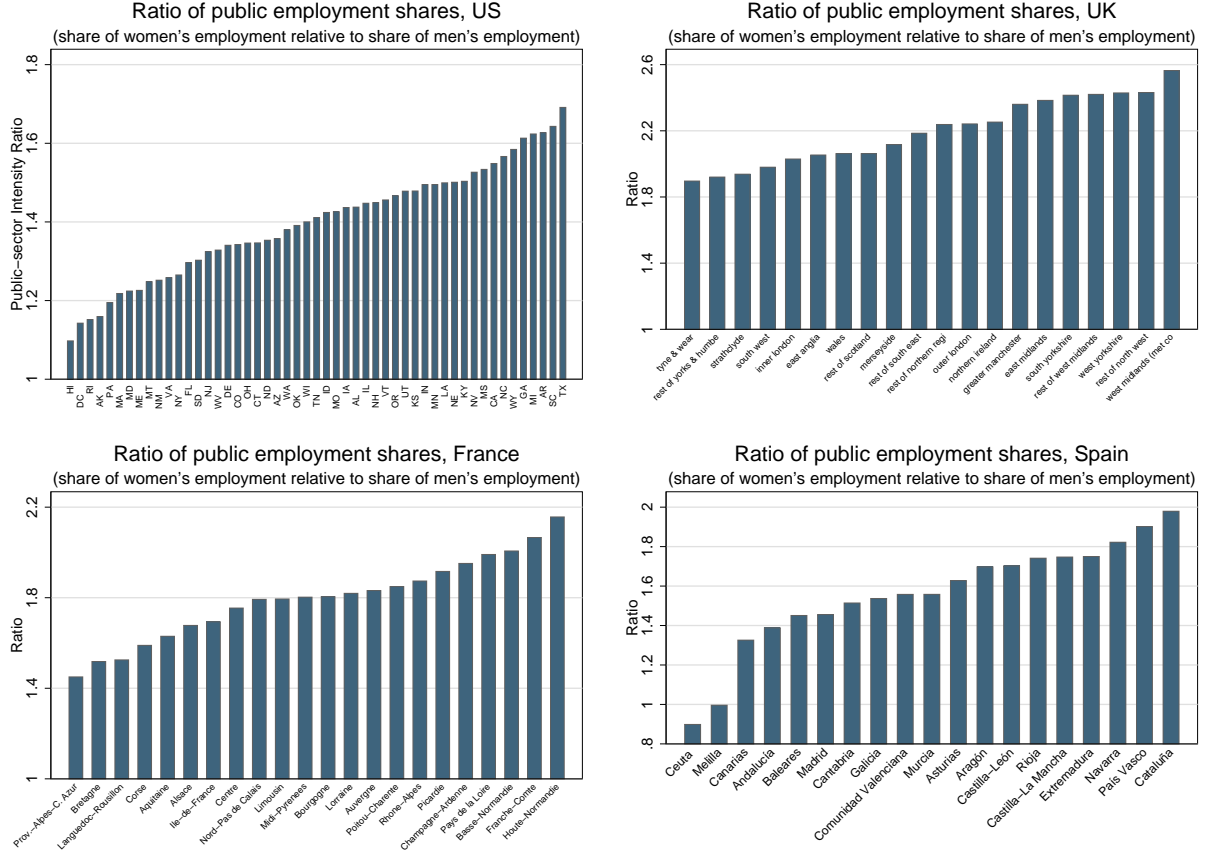 Ratio of public employment shares, US
(share of women's employment relative to share of men's employment)
Public−sector Intensity Ratio
1.8
1.6
1.4
1.2
1
HI DC RI AK PA MA MD ME MT NM VA NY FL SD NJ WV DE CO OH CT ND AZ WA OK WI TN ID MO IA AL IL NH VT OR UT KS IN MN LA NE KY NV MS CA NC WY GA MI AR SC TX
Ratio of public employment shares, UK
(share of women's employment relative to share of men's employment)
Ratio
2.6
2.2
1.8
1.4
1
tyne & wear
rest of yorks & humbe
strathclyde
south west
inner london
east anglia
wales
rest of scotland
merseyside
rest of south east
rest of northern regi
outer london
northern ireland
greater manchester
east midlands
south yorkshire
rest of west midlands
west yorkshire
rest of north west
west midlands (met co
Ratio of public employment shares, France
(share of women's employment relative to share of men's employment)
Ratio
2.2
1.8
1.4
1
Prov.−Alpes−C. Azur
Bretagne
Languedoc−Rousillon
Corse
Aquitaine
Alsace
Ile−de−France
Centre
Nord−Pas de Calais
Limoutin
Midi−Pyrenees
Bourgogne
Lorraine
Auvergne
Poitou−Charente
Rhone−Alpes
Picardie
Champagne−Ardenne
Pays de la Loire
Basse−Normandie
Franche−Comte
Houte−Normandie
Ratio of public employment shares, Spain
(share of women's employment relative to share of men's employment)
Ratio
2
1.8
1.6
1.4
1.2
1
.8
Ceuta
Melilla
Canarias
Andalucía
Baleares
Madrid
Cantabria
Galicia
Comunidad Valenciana
Murcia
Asturias
Aragón
Castilla−León
Rioja
Castilla−La Mancha
Extremadura
Navarra
País Vasco
Cataluña